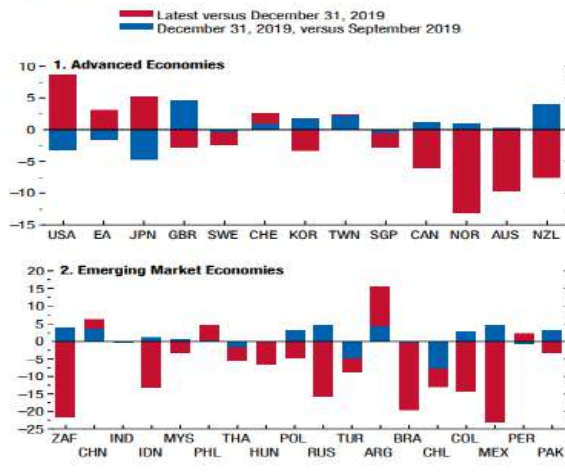 Latest versus December 31, 2019
December 31, 2019, versus September 2019
1. Advanced Economies
10
5
0
−5
−10
−15
USA EA JPN GBR SWE CHE KOR TWN SGP CAN NOR AUS NZL
2. Emerging Market Economies
20
15
10
5
0
−5
−10
−15
−20
−25
ZAF IND MYS THA POL TUR BRA COL PER
CHN IDN PHL HUN RUS ARG CHL MEX PAK